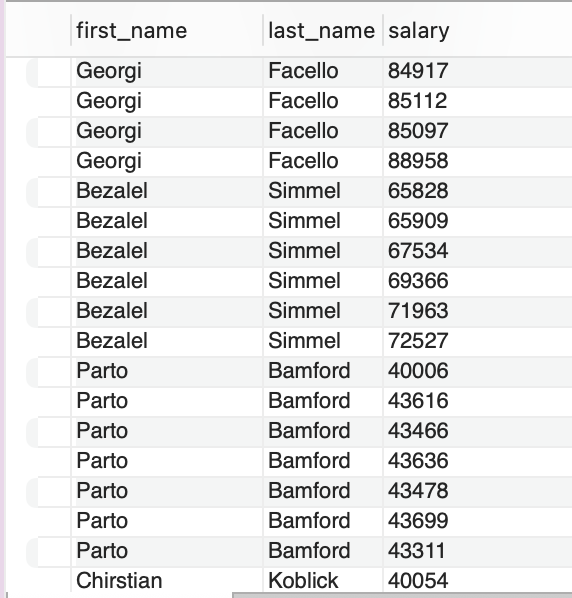 first_name last_name salary
Georgi Facello 84917
Georgi Facello 85112
Georgi Facello 85097
Georgi Facello 88958
Bezalel Simmel 65828
Bezalel Simmel 65909
Bezalel Simmel 67534
Bezalel Simmel 69366
Bezalel Simmel 71963
Bezalel Simmel 72527
Parto Bamford 40006
Parto Bamford 43616
Parto Bamford 43466
Parto Bamford 43636
Parto Bamford 43478
Parto Bamford 43699
Parto Bamford 43311
Chirstian Koblick 40054